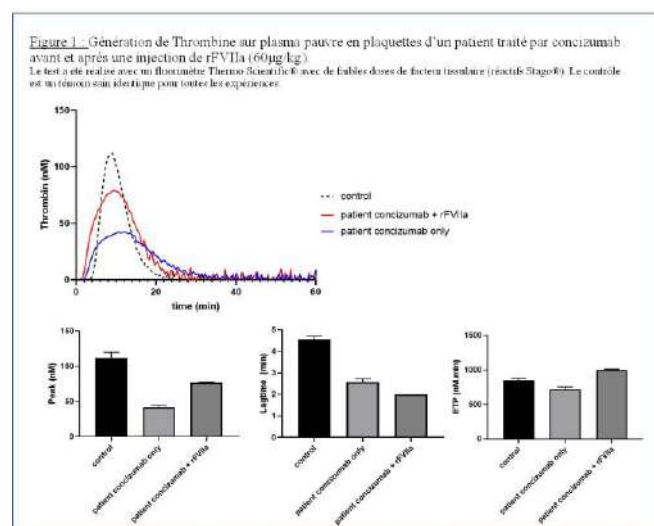 Figure 1 : Génération de Thrombine sur plasma pauvre en plaquettes d'un patient traité par concizumab
avant et après une injection de rFVIIa (60µg/kg).
Le test a été réalisé avec un fluorimètre Thermo Scientific® avec de faibles doses de facteur tissulaire (réactifs Stago®). Le contrôle
est un témoin sain identique pour toutes les expériences.
150
100
50
0
Thrombin (nM)
0 20 40 60
time (min)
control
patient concizumab + rFVIIa
patient concizumab only
150
100
50
0
Peak (nM)
control
patient concizumab only
patient concizumab + rFVIIa
5
4
3
2
1
0
Lagtime (min)
control
patient concizumab only
patient concizumab + rFVIIa
1500
1000
500
0
ETP (nM.min)
control
patient concizumab only
patient concizumab + rFVIIa